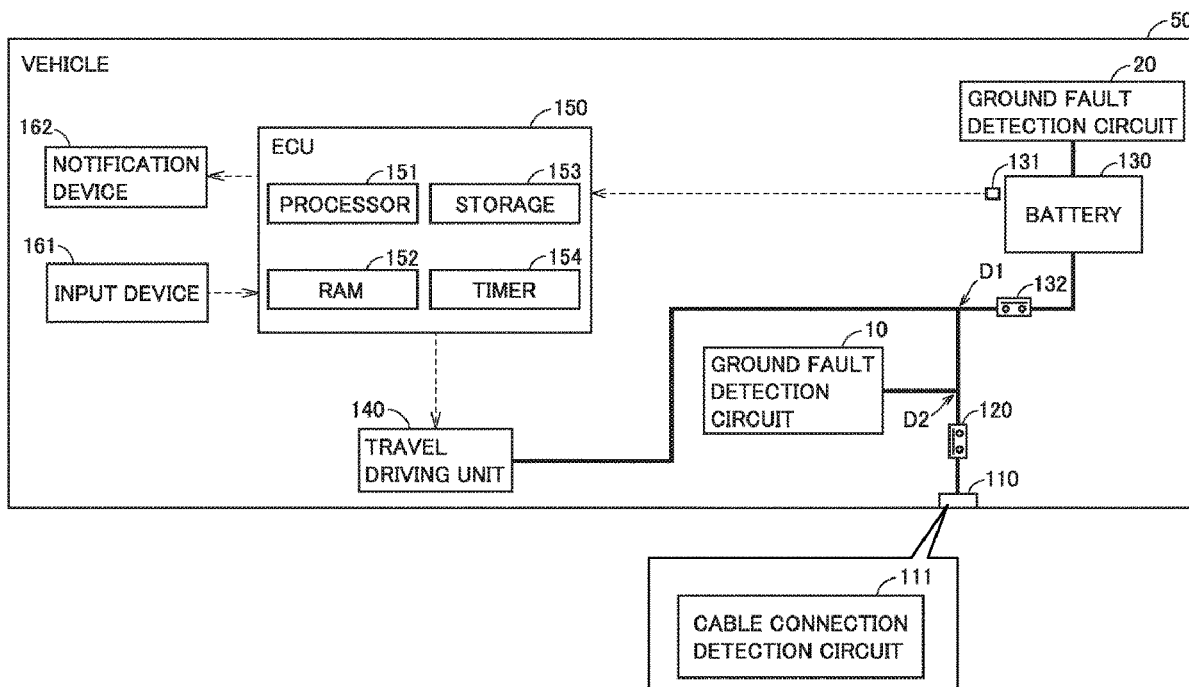 50
VEHICLE
20
GROUND FAULT
DETECTION CIRCUIT
150
162
ECU
131
130
NOTIFICATION
DEVICE
151
153
PROCESSOR
STORAGE
BATTERY
161
152
154
D1
132
INPUT DEVICE
RAM
TIMER
10
GROUND FAULT
DETECTION
CIRCUIT
140
D2
120
TRAVEL
DRIVING UNIT
110
111
CABLE CONNECTION
DETECTION CIRCUIT